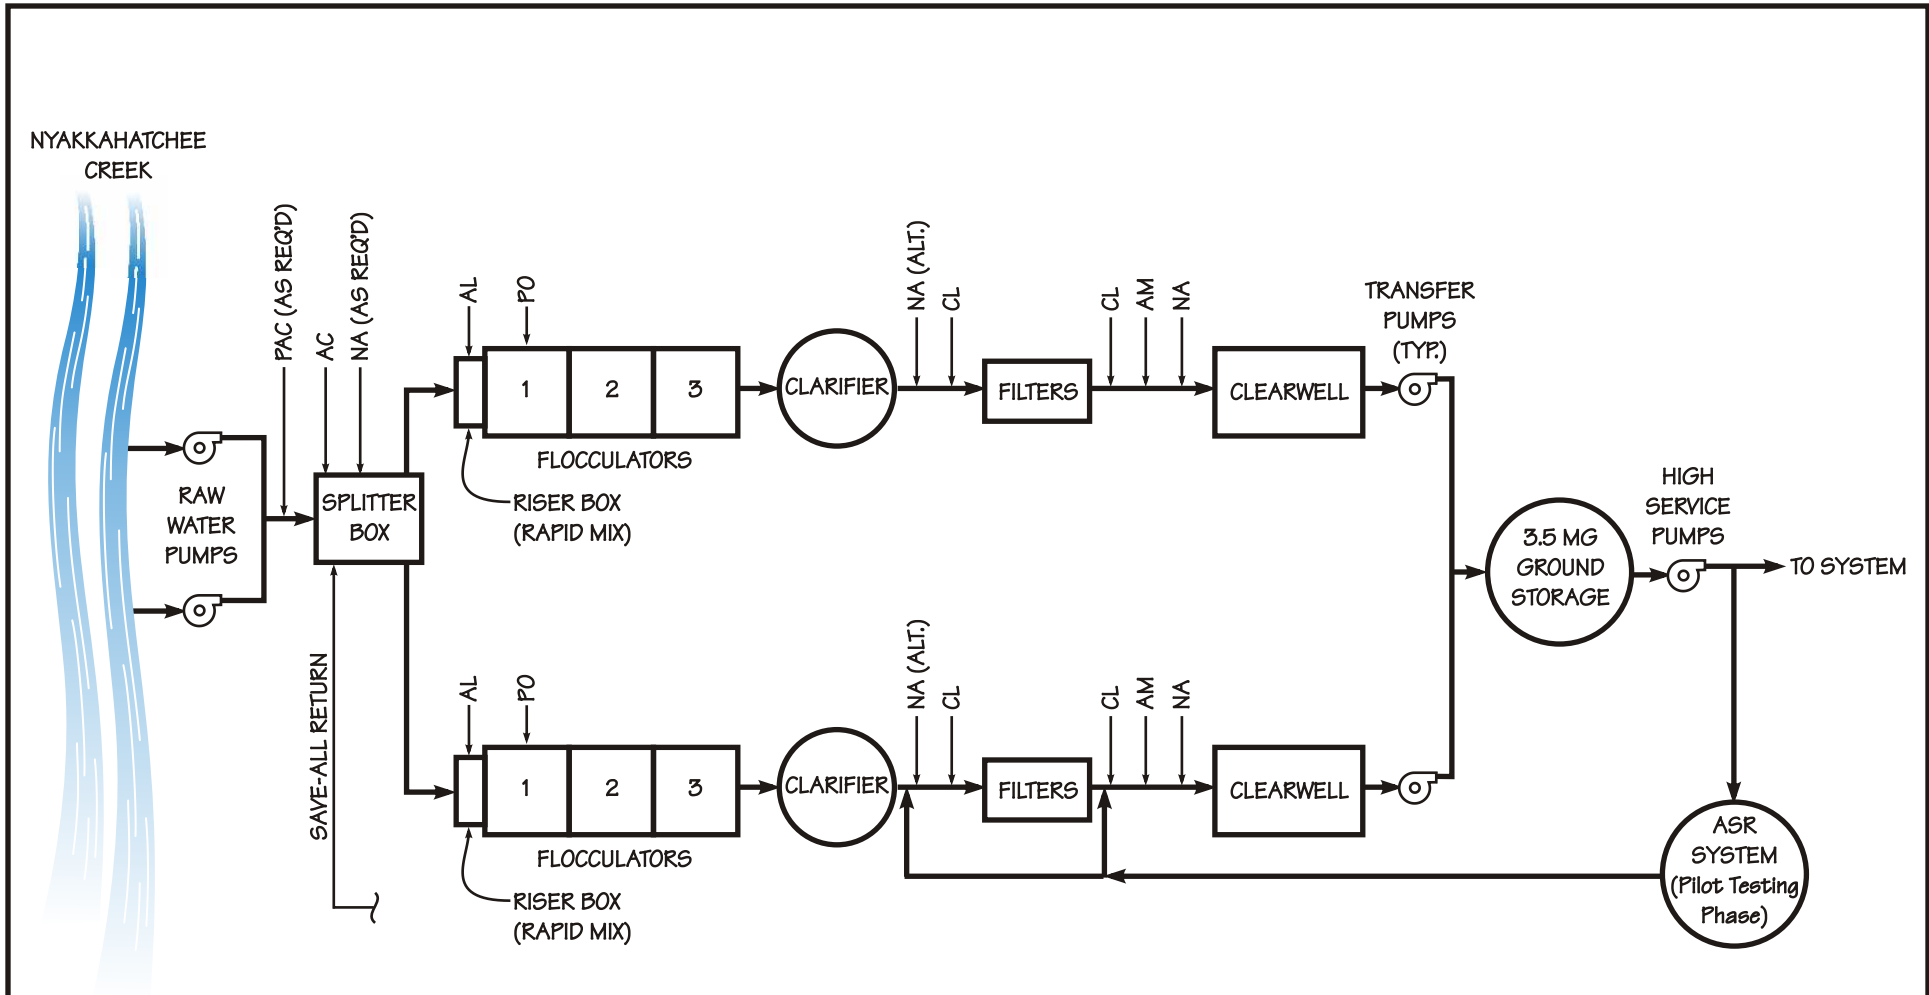 NYAKKAHATCHEE
CREEK
PAC (AS REQ'D)
AC
NA (AS REQ'D)
RAW
WATER
PUMPS
SPLITTER
BOX
SAVE-ALL RETURN
AL
PO
1
2
3
FLOCCULATORS
RISER BOX
(RAPID MIX)
CLARIFIER
NA (ALT.)
CL
FILTERS
CL
AM
NA
CLEARWELL
TRANSFER
PUMPS
(TYP.)
AL
PO
1
2
3
FLOCCULATORS
RISER BOX
(RAPID MIX)
CLARIFIER
NA (ALT.)
CL
FILTERS
CL
AM
NA
CLEARWELL
3.5 MG
GROUND
STORAGE
HIGH
SERVICE
PUMPS
TO SYSTEM
ASR
SYSTEM
(Pilot Testing
Phase)